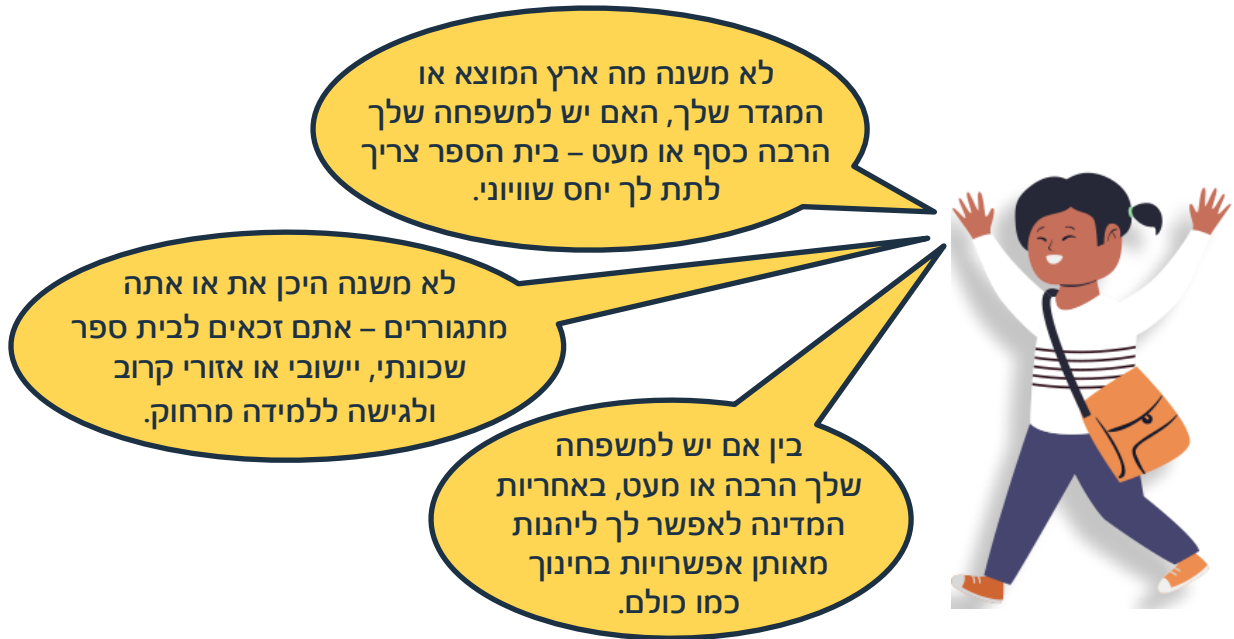 לא משנה מה ארץ המוצא או
המגדר שלך, האם יש למשפחה שלך
הרבה כסף או מעט – בית הספר צריך
לתת לך יחס שוויוני.
לא משנה היכן את או אתה
מתגוררים – אתם זכאים לבית ספר
שכונתי, יישובי או אזורי קרוב
ולגישה ללמידה מרחוק.
בין אם יש למשפחה
שלך הרבה או מעט, באחריות
המדינה לאפשר לך ליהנות
מאותן אפשרויות בחינוך
כמו כולם.